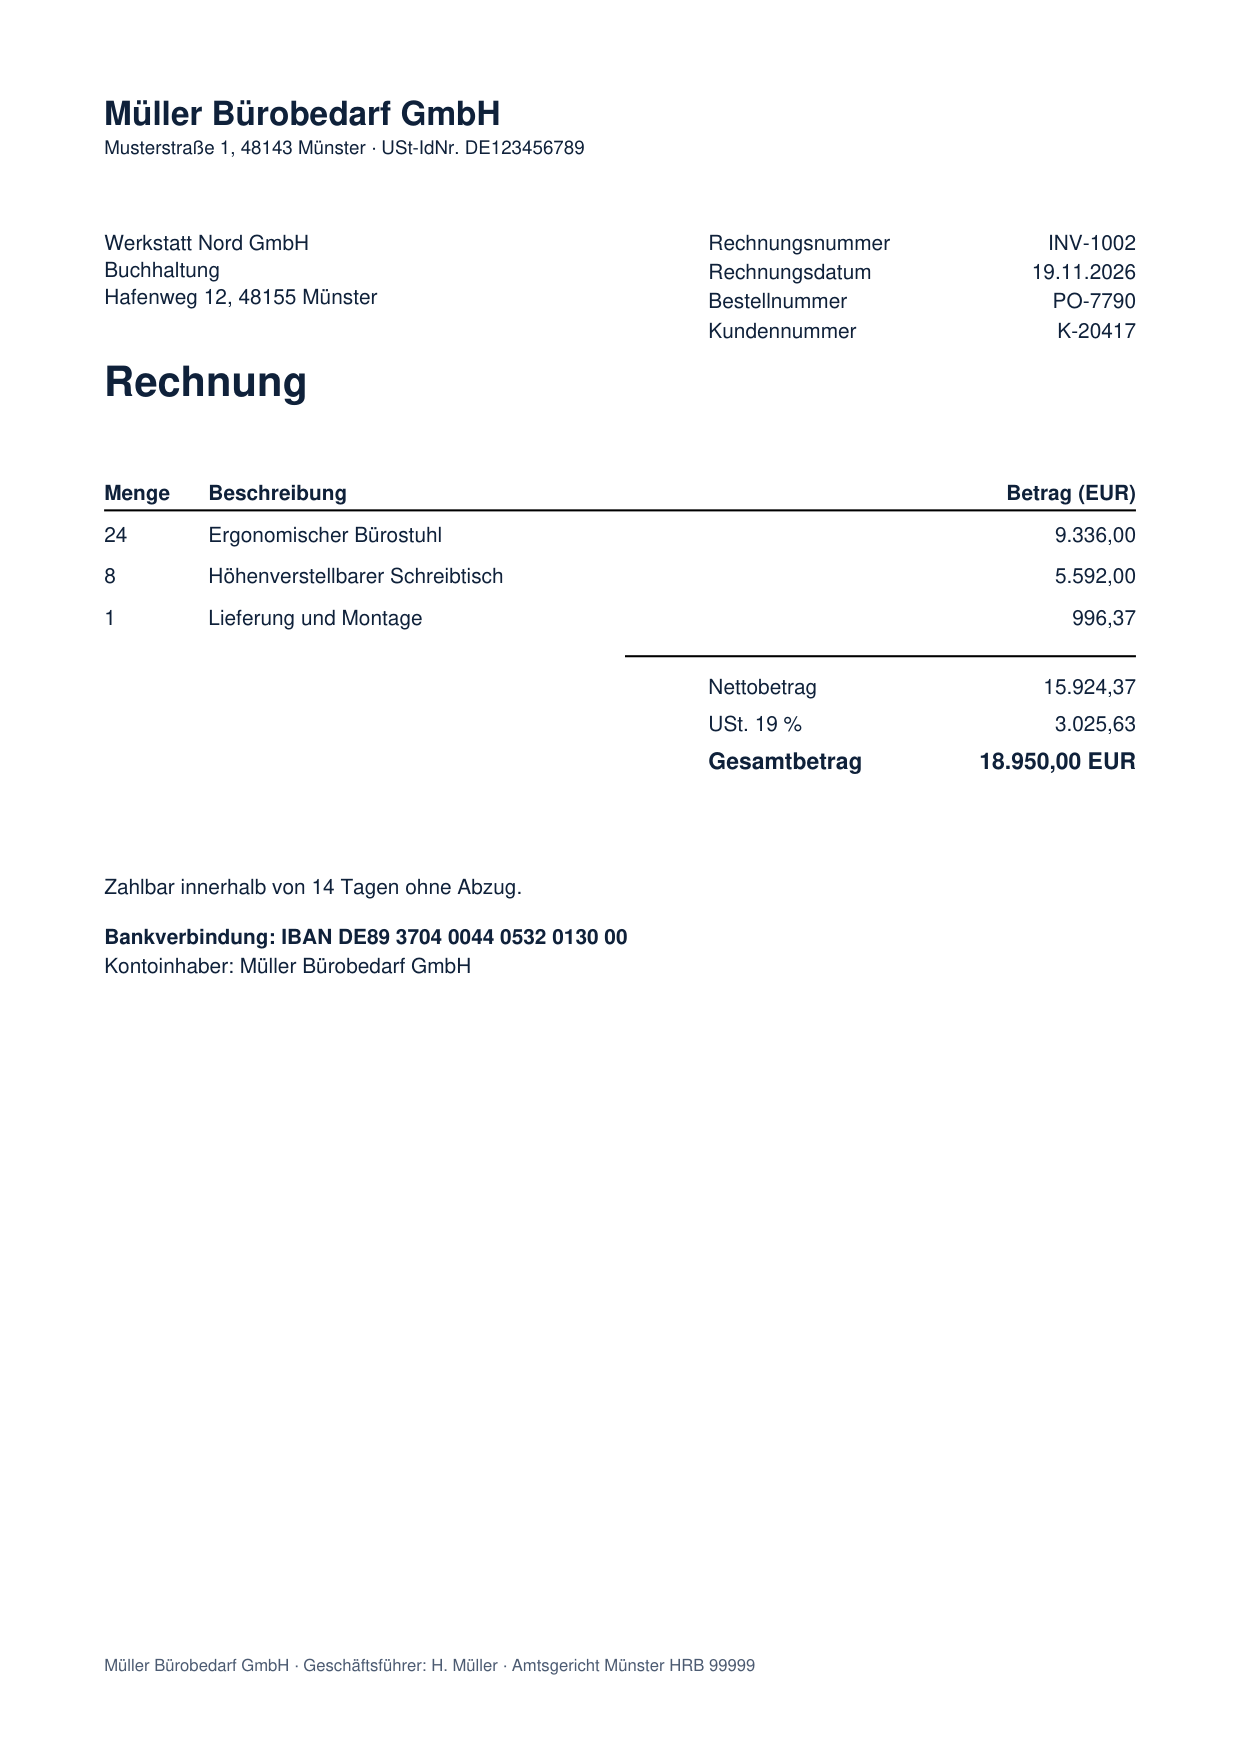 Müller Bürobedarf GmbH
Musterstraße 1, 48143 Münster · USt-IdNr. DE123456789
Werkstatt Nord GmbH
Buchhaltung
Hafenweg 12, 48155 Münster
Rechnungsnummer INV-1002
Rechnungsdatum 19.11.2026
Bestellnummer PO-7790
Kundennummer K-20417
Rechnung
Menge Beschreibung Betrag (EUR)
24 Ergonomischer Bürostuhl 9.336,00
8 Höhenverstellbarer Schreibtisch 5.592,00
1 Lieferung und Montage 996,37
Nettobetrag 15.924,37
USt. 19 % 3.025,63
Gesamtbetrag 18.950,00 EUR
Zahlbar innerhalb von 14 Tagen ohne Abzug.
Bankverbindung: IBAN DE89 3704 0044 0532 0130 00
Kontoinhaber: Müller Bürobedarf GmbH
Müller Bürobedarf GmbH · Geschäftsführer: H. Müller · Amtsgericht Münster HRB 99999